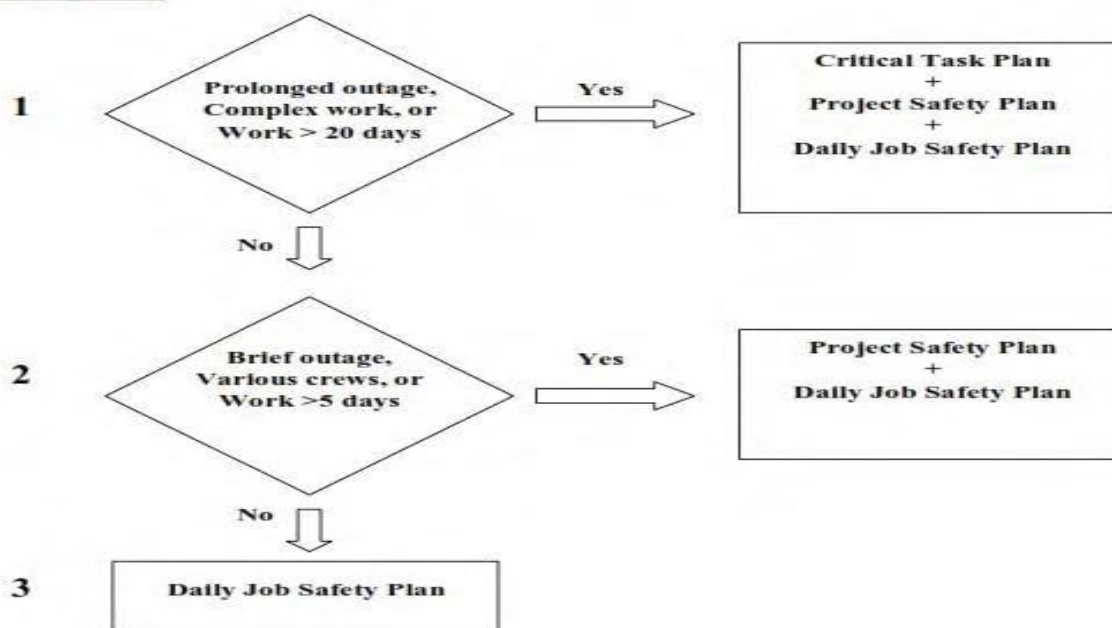 1
Prolonged outage,
Complex work, or
Work > 20 days
Yes
Critical Task Plan
+
Project Safety Plan
+
Daily Job Safety Plan
No
2
Brief outage,
Various crews, or
Work >5 days
Yes
Project Safety Plan
+
Daily Job Safety Plan
No
3
Daily Job Safety Plan